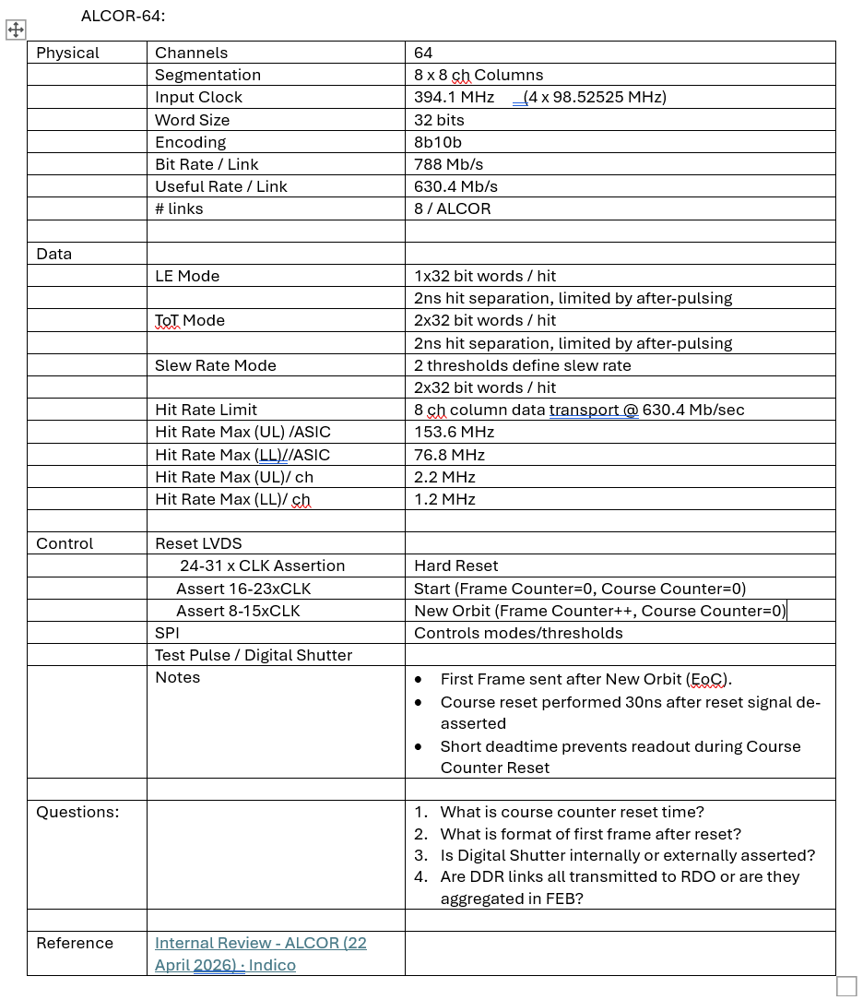 ALCOR-64:
Physical Channels 64
Segmentation 8 x 8 ch Columns
Input Clock 394.1 MHz (4 x 98.52525 MHz)
Word Size 32 bits
Encoding 8b10b
Bit Rate / Link 788 Mb/s
Useful Rate / Link 630.4 Mb/s
# links 8 / ALCOR
Data
LE Mode 1x32 bit words / hit
2ns hit separation, limited by after-pulsing
ToT Mode 2x32 bit words / hit
2ns hit separation, limited by after-pulsing
Slew Rate Mode 2 thresholds define slew rate
2x32 bit words / hit
Hit Rate Limit 8 ch column data transport @ 630.4 Mb/sec
Hit Rate Max (UL) /ASIC 153.6 MHz
Hit Rate Max (LL)//ASIC 76.8 MHz
Hit Rate Max (UL)/ ch 2.2 MHz
Hit Rate Max (LL)/ ch 1.2 MHz
Control Reset LVDS
24-31 x CLK Assertion Hard Reset
Assert 16-23xCLK Start (Frame Counter=0, Course Counter=0)
Assert 8-15xCLK New Orbit (Frame Counter++, Course Counter=0)
SPI Controls modes/thresholds
Test Pulse / Digital Shutter
Notes • First Frame sent after New Orbit (EoC).
• Course reset performed 30ns after reset signal de-
asserted
• Short deadtime prevents readout during Course
Counter Reset
Questions: 1. What is course counter reset time?
2. What is format of first frame after reset?
3. Is Digital Shutter internally or externally asserted?
4. Are DDR links all transmitted to RDO or are they
aggregated in FEB?
Reference Internal Review - ALCOR (22
April 2026) · Indico